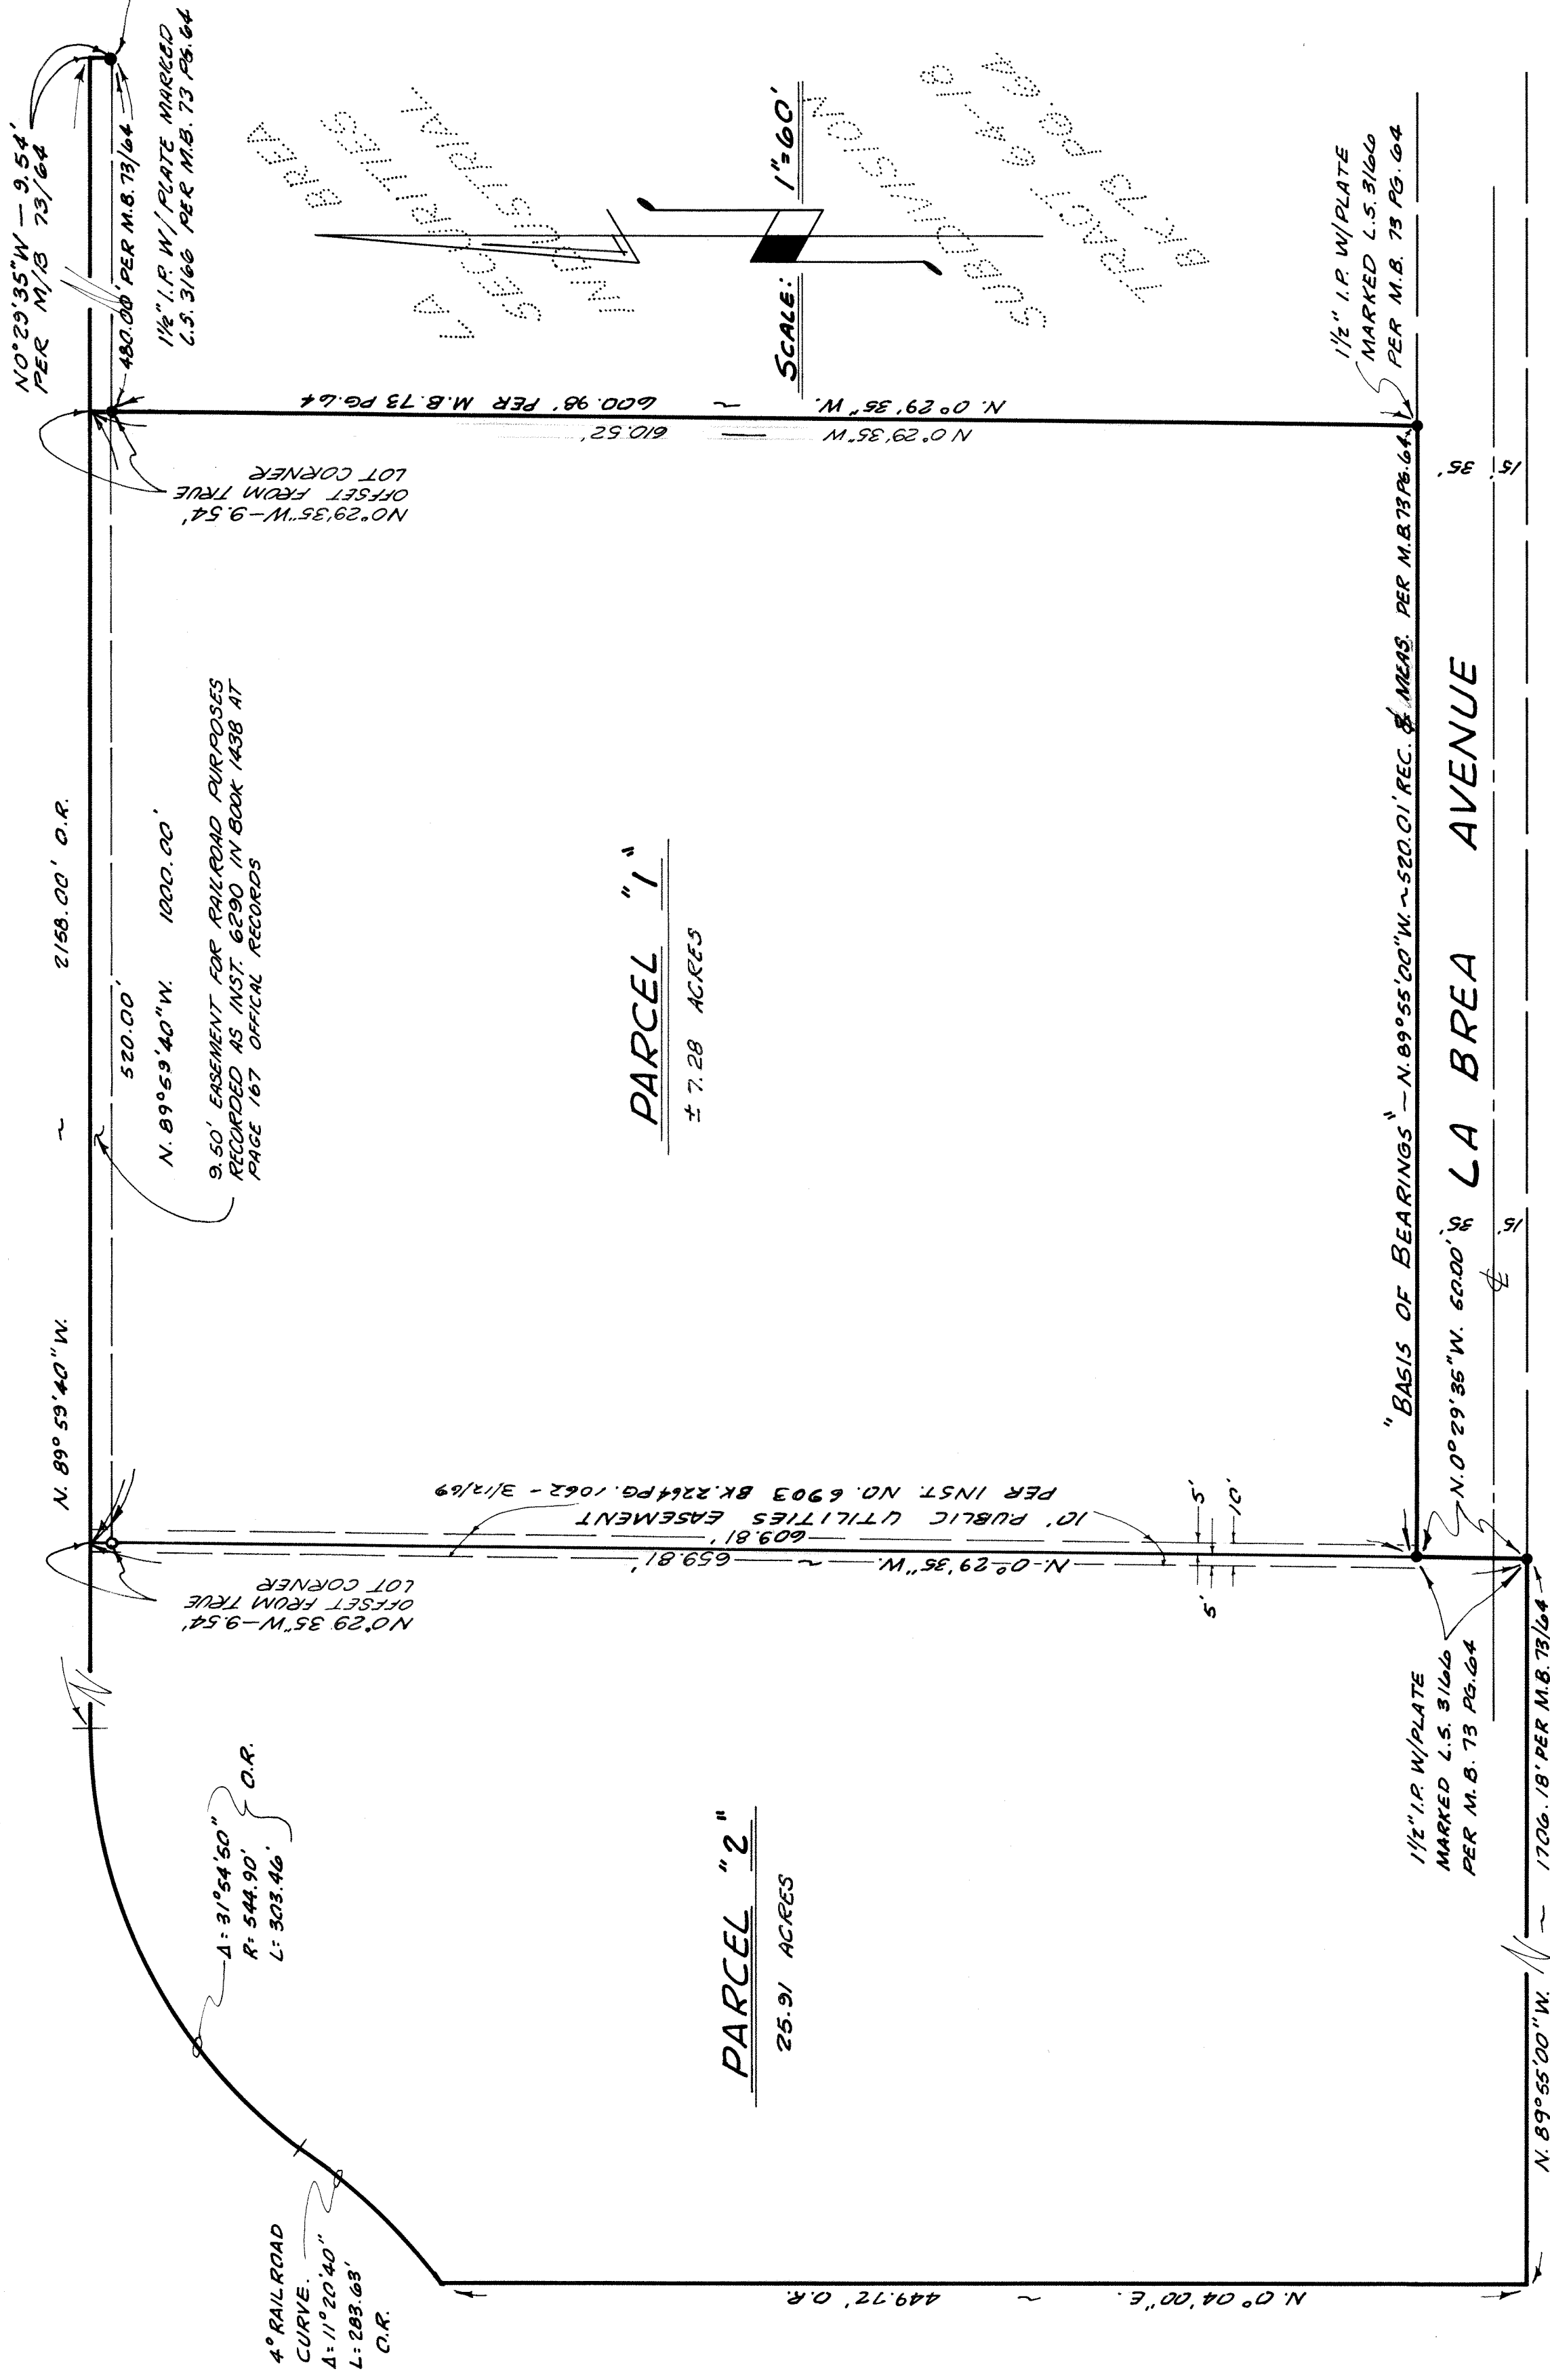 N0°29'35"W — 9.54'
PER M/B 73/64
480.00' PER M.B. 73/64
1½" I.P. W/ PLATE MARKED
L.S. 3166 PER M.B. 73 PG. 64
N. 89° 59' 40" W. ~ 2158.00' O.R.
520.00'
N. 89° 59' 40" W. 1000.00'
9.50' EASEMENT FOR RAILROAD PURPOSES
RECORDED AS INST. 6290 IN BOOK 1438 AT
PAGE 167 OFFICAL RECORDS
N0°29'35"W—9.54'
OFFSET FROM TRUE
LOT CORNER
N. 0° 29' 35" W. ~ 600.98' PER M.B. 73 PG. 64
N 0°29'35"W — 610.52'
LA BREA
SECURITIES
INDUSTRIAL
SCALE: 1"=60'
SUBDIVISION
TRACT 6A-18
BK 73 PG. 6A
1½" I.P. W/PLATE
MARKED L.S. 3166
PER M.B. 73 PG. 64
PARCEL "1"
± 7.28 ACRES
"BASIS OF BEARINGS" — N. 89° 55' 00" W. ~ 520.01' REC. & MEAS. PER M.B. 73 PG. 64
LA BREA AVENUE
35'
15'
35'
15'
N. 0° 29' 35" W. 50.00'
℄
PER INST. NO. 6903 BK. 2264 PG. 1062 - 3/12/69
10' PUBLIC UTILITIES EASEMENT
609.81'
N-0°-29'35"W. ~ 659.81'
5'
10'
5'
N0°29'35"W—9.54'
OFFSET FROM TRUE
LOT CORNER
1½" I.P. W/PLATE
MARKED L.S. 3166
PER M.B. 73 PG. 64
N. 89° 55' 00" W. ~ 1706.18' PER M.B. 73/64
PARCEL "2"
25.91 ACRES
Δ= 31° 54' 50"
R= 544.90' O.R.
L= 303.46'
4° RAILROAD
CURVE.
Δ= 11° 20' 40"
L= 283.63'
O.R.
N. 0° 04' 00" E. ~ 449.72' O.R.